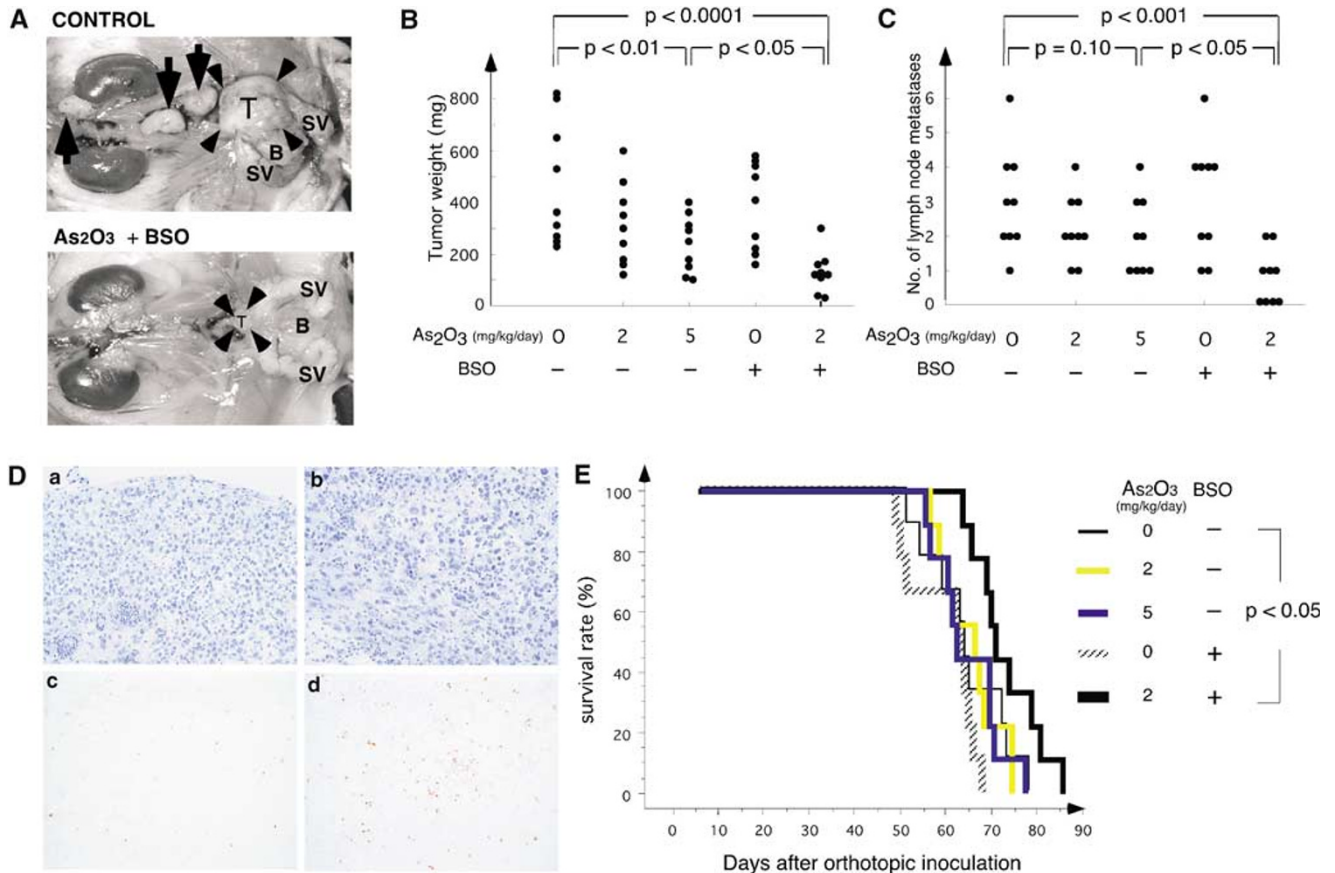 A
CONTROL
T
SV
B
SV
As2O3 + BSO
SV
T
B
SV
B
p < 0.0001
p < 0.01
p < 0.05
Tumor weight (mg)
800
600
400
200
0
As2O3 (mg/kg/day) 0 2 5 0 2
BSO − − − + +
C
p < 0.001
p = 0.10
p < 0.05
No. of lymph node metastases
6
5
4
3
2
1
0
As2O3 (mg/kg/day) 0 2 5 0 2
BSO − − − + +
D
a
b
c
d
E
survival rate (%)
100
80
60
40
20
0
0 10 20 30 40 50 60 70 80 90
Days after orthotopic inoculation
As2O3 BSO
(mg/kg/day)
0 −
2 −
5 −
0 +
2 +
p < 0.05